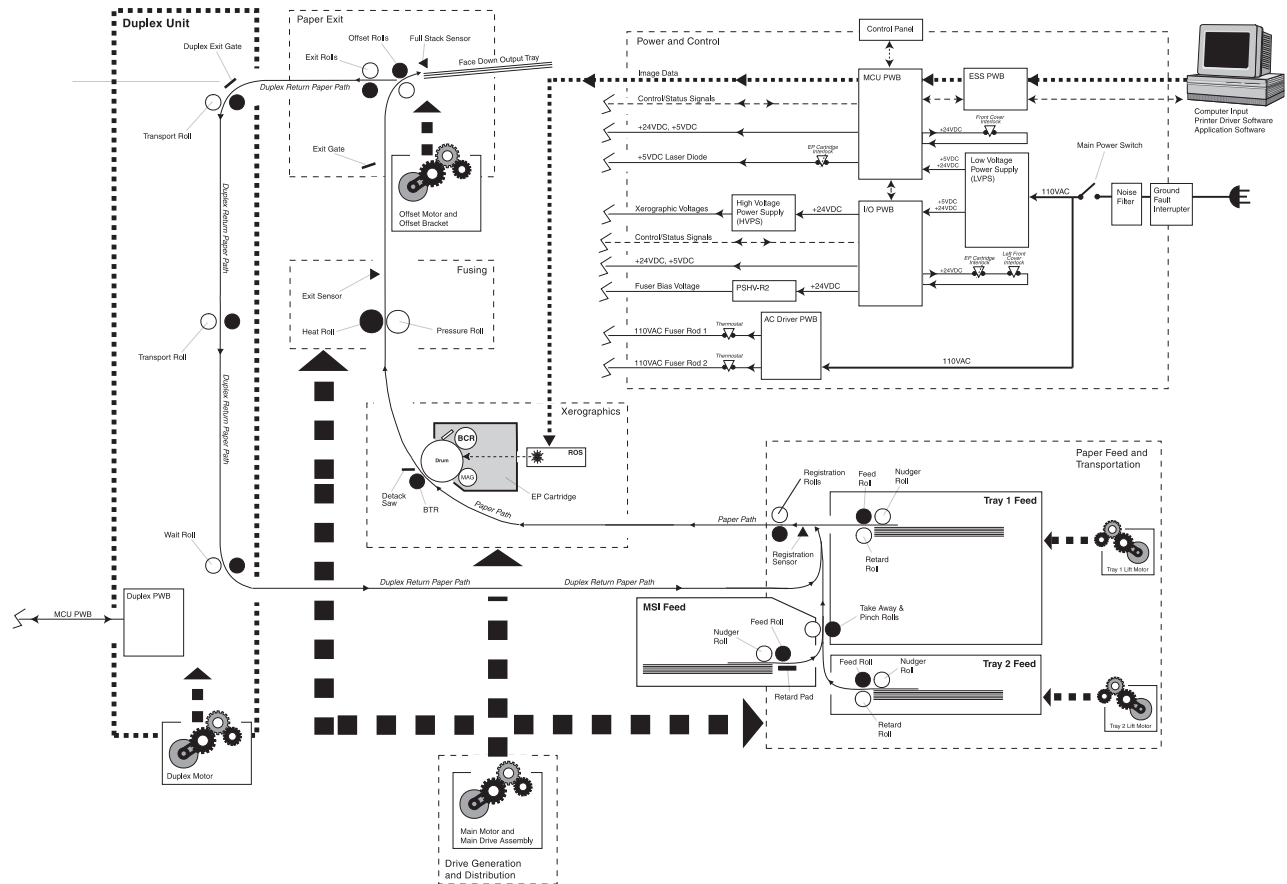 Duplex Unit
Duplex Exit Gate
Transport Roll
Duplex Return Paper Path
Duplex Return Paper Path
Transport Roll
Duplex Return Paper Path
Duplex Return Paper Path
Wait Roll
Duplex PWB
MCU PWB
Duplex Motor
Paper Exit
Offset Rolls
Full Stack Sensor
Exit Rolls
Face Down Output Tray
Duplex Return Paper Path
Exit Gate
Offset Motor and
Offset Bracket
Fusing
Exit Sensor
Heat Roll
Pressure Roll
Xerographics
BCR
Drum
MAG
ROS
EP Cartridge
Detack
Saw
BTR
Paper Path
Paper Path
Duplex Return Paper Path
Duplex Return Paper Path
Main Motor and
Main Drive Assembly
Drive Generation
and Distribution
Power and Control
Control Panel
Image Data
MCU PWB
ESS PWB
Computer Input
Printer Driver Software
Application Software
Control/Status Signals
Front Cover
Interlock
+24VDC, +5VDC
+24VDC
Main Power Switch
EP Cartridge
Interlock
+5VDC Laser Diode
+5VDC
+24VDC
Low Voltage
Power Supply
(LVPS)
110VAC
Noise
Filter
Ground
Fault
Interrupter
Xerographic Voltages
High Voltage
Power Supply
(HVPS)
+24VDC
I/O PWB
+5VDC
+24VDC
Control/Status Signals
EP Cartridge
Interlock
Left Front
Cover
Interlock
+24VDC, +5VDC
+24VDC
Fuser Bias Voltage
PSHV-R2
+24VDC
AC Driver PWB
110VAC Fuser Rod 1
Thermostat
110VAC Fuser Rod 2
Thermostat
110VAC
Paper Feed and
Transportation
Registration
Rolls
Feed
Roll
Nudger
Roll
Tray 1 Feed
Registration
Sensor
Retard
Roll
Tray 1 Lift Motor
MSI Feed
Take Away &
Pinch Rolls
Nudger
Roll
Feed Roll
Retard Pad
Feed Roll
Nudger
Roll
Tray 2 Feed
Retard
Roll
Tray 2 Lift Motor